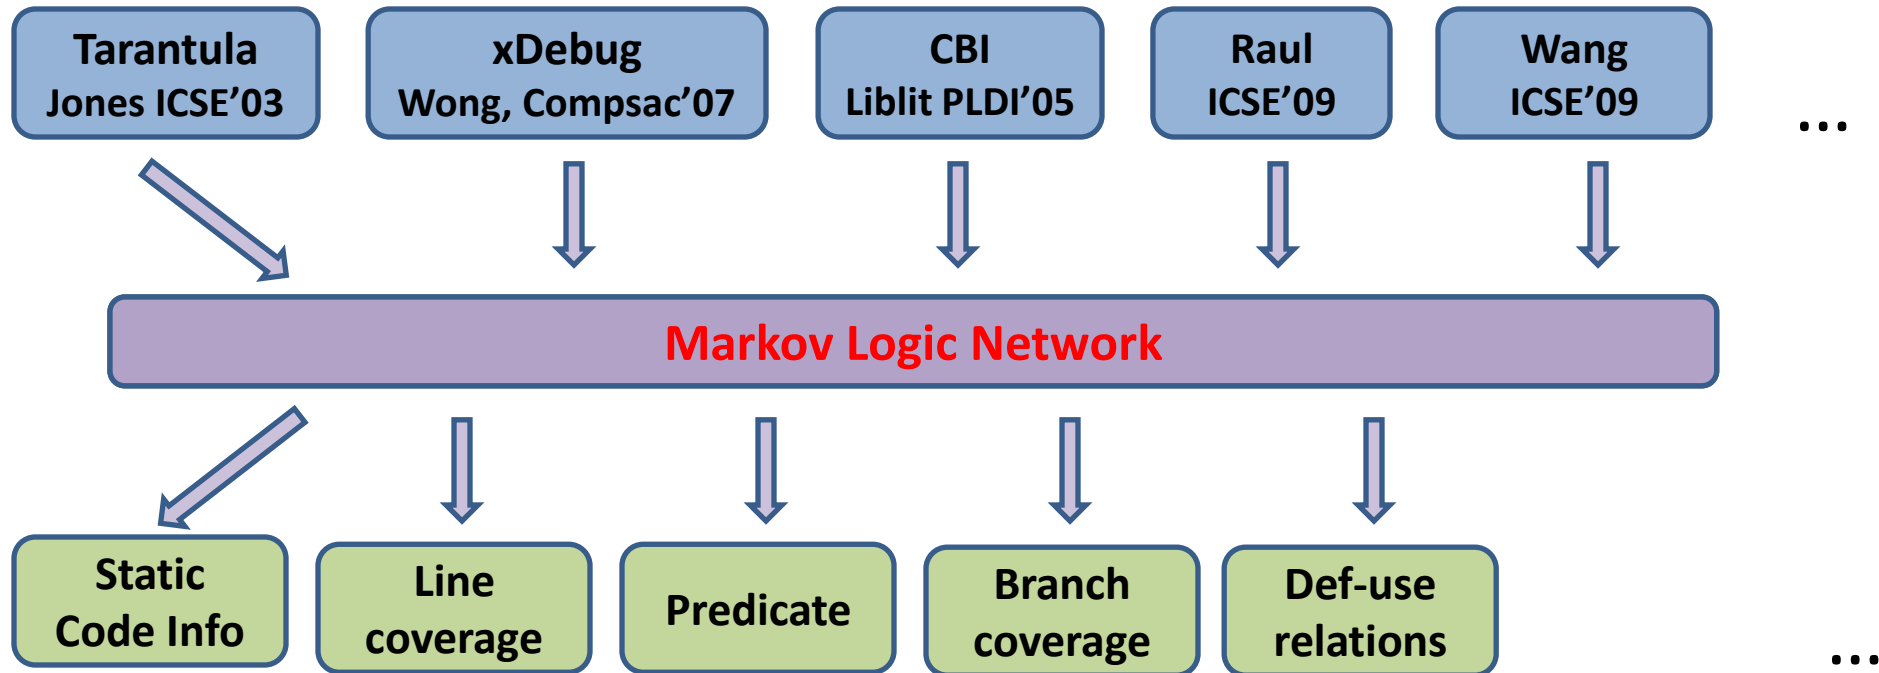 Tarantula
Jones ICSE’03
xDebug
Wong, Compsac’07
CBI
Liblit PLDI’05
Raul
ICSE’09
Wang
ICSE’09
...
Markov Logic Network
Static
Code Info
Line
coverage
Predicate
Branch
coverage
Def-use
relations
...